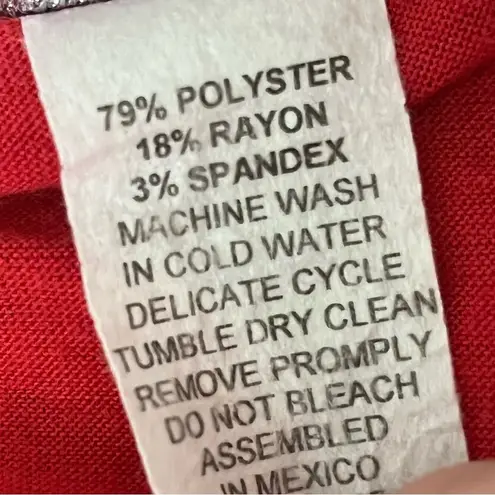 79% POLYSTER
18% RAYON
3% SPANDEX
MACHINE WASH
IN COLD WATER
DELICATE CYCLE
TUMBLE DRY CLEAN
REMOVE PROMPLY
DO NOT BLEACH
ASSEMBLED
IN MEXICO